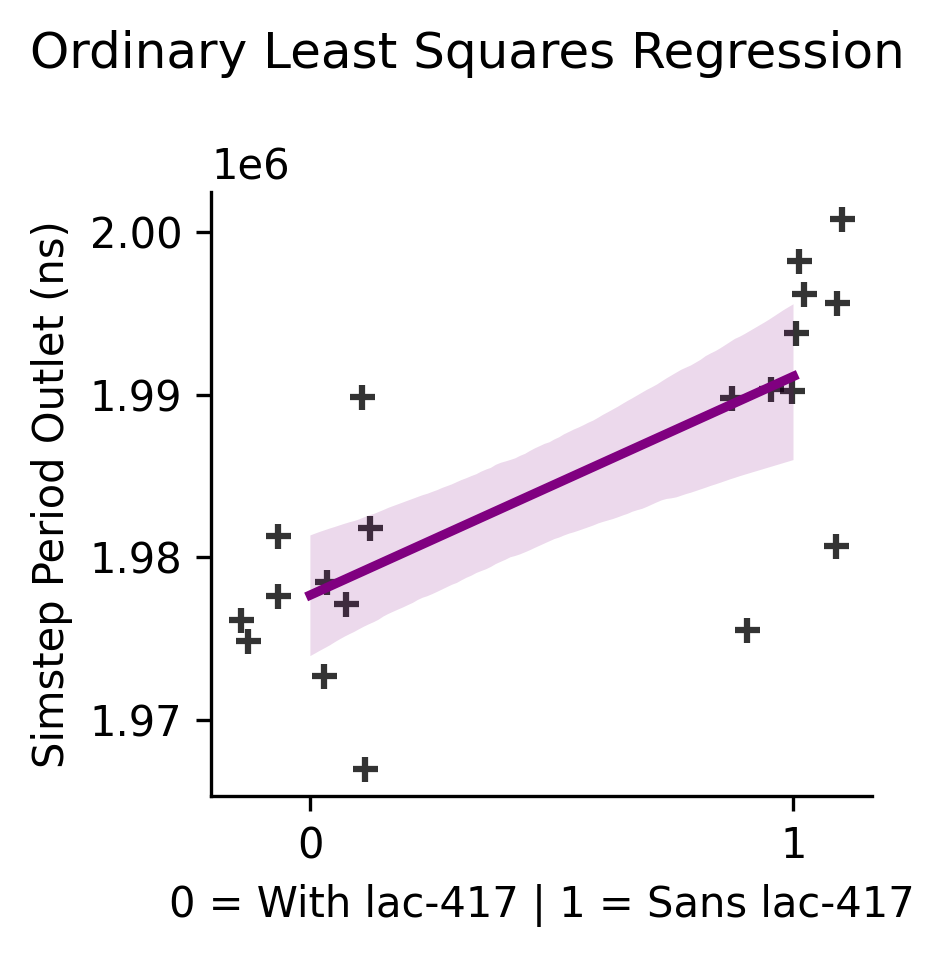 Ordinary Least Squares Regression
1e6
2.00
1.99
1.98
1.97
Simstep Period Outlet (ns)
0 1
0 = With lac-417 | 1 = Sans lac-417